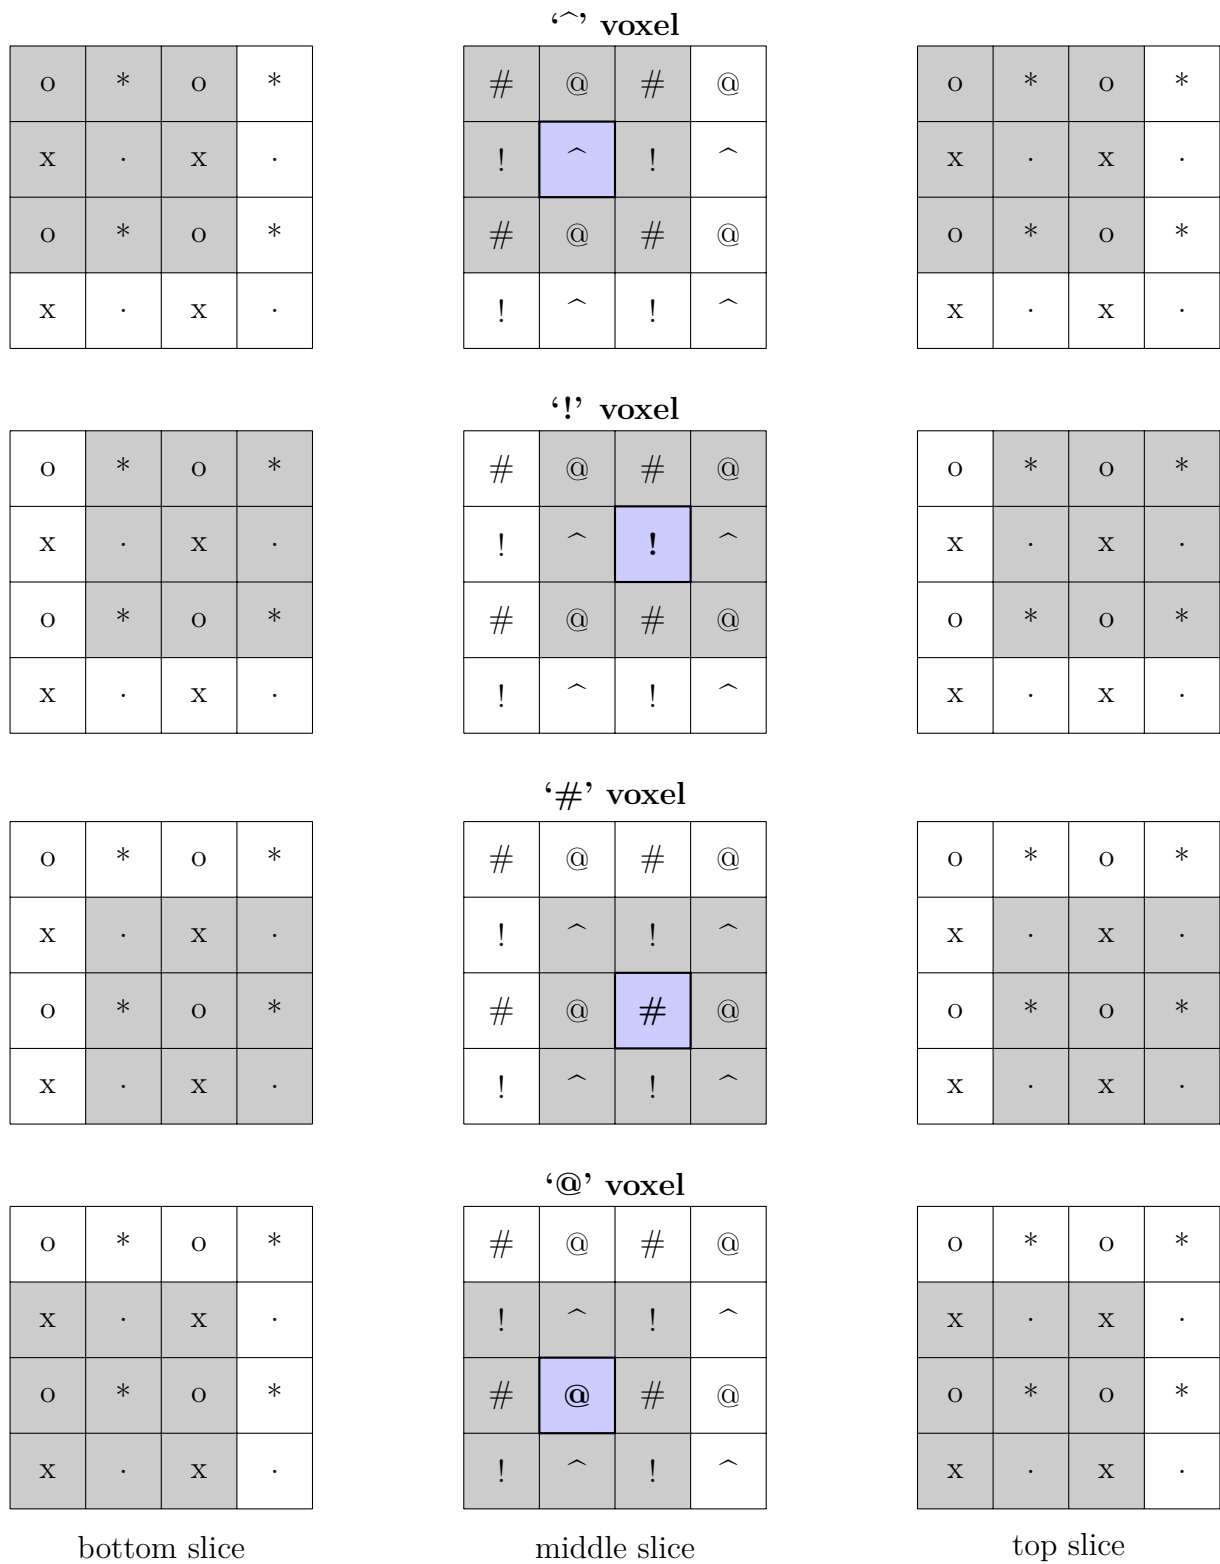 ‘^’ voxel
o * o * # @ # @ o * o *
x . x . ! ^ ! ^ x . x .
o * o * # @ # @ o * o *
x . x . ! ^ ! ^ x . x .
‘!’ voxel
o * o * # @ # @ o * o *
x . x . ! ^ ! ^ x . x .
o * o * # @ # @ o * o *
x . x . ! ^ ! ^ x . x .
‘#’ voxel
o * o * # @ # @ o * o *
x . x . ! ^ ! ^ x . x .
o * o * # @ # @ o * o *
x . x . ! ^ ! ^ x . x .
‘@’ voxel
o * o * # @ # @ o * o *
x . x . ! ^ ! ^ x . x .
o * o * # @ # @ o * o *
x . x . ! ^ ! ^ x . x .
bottom slice middle slice top slice